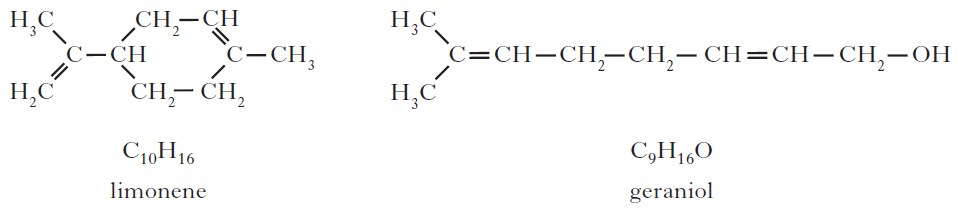 H₃C CH₂—CH H₃C
C—CH C—CH₃ C=CH—CH₂—CH₂—CH=CH—CH₂—OH
H₂C CH₂—CH₂ H₃C
C₁₀H₁₆ C₉H₁₆O
limonene geraniol